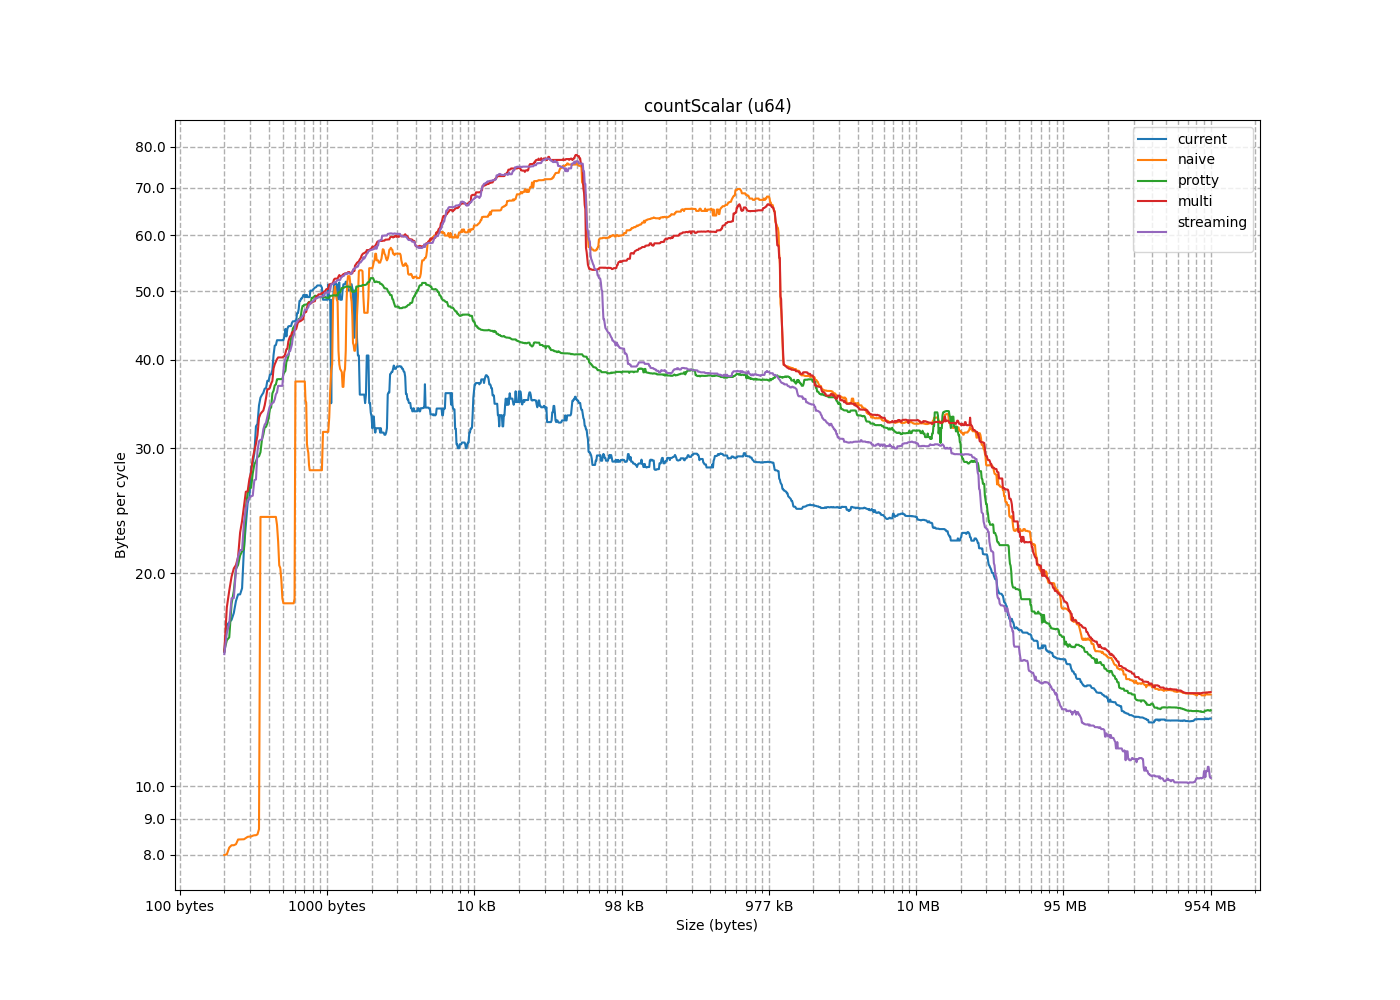 countScalar (u64)
current
naive
protty
multi
streaming
80.0
70.0
60.0
50.0
40.0
30.0
20.0
10.0
9.0
8.0
Bytes per cycle
100 bytes
1000 bytes
10 kB
98 kB
977 kB
10 MB
95 MB
954 MB
Size (bytes)